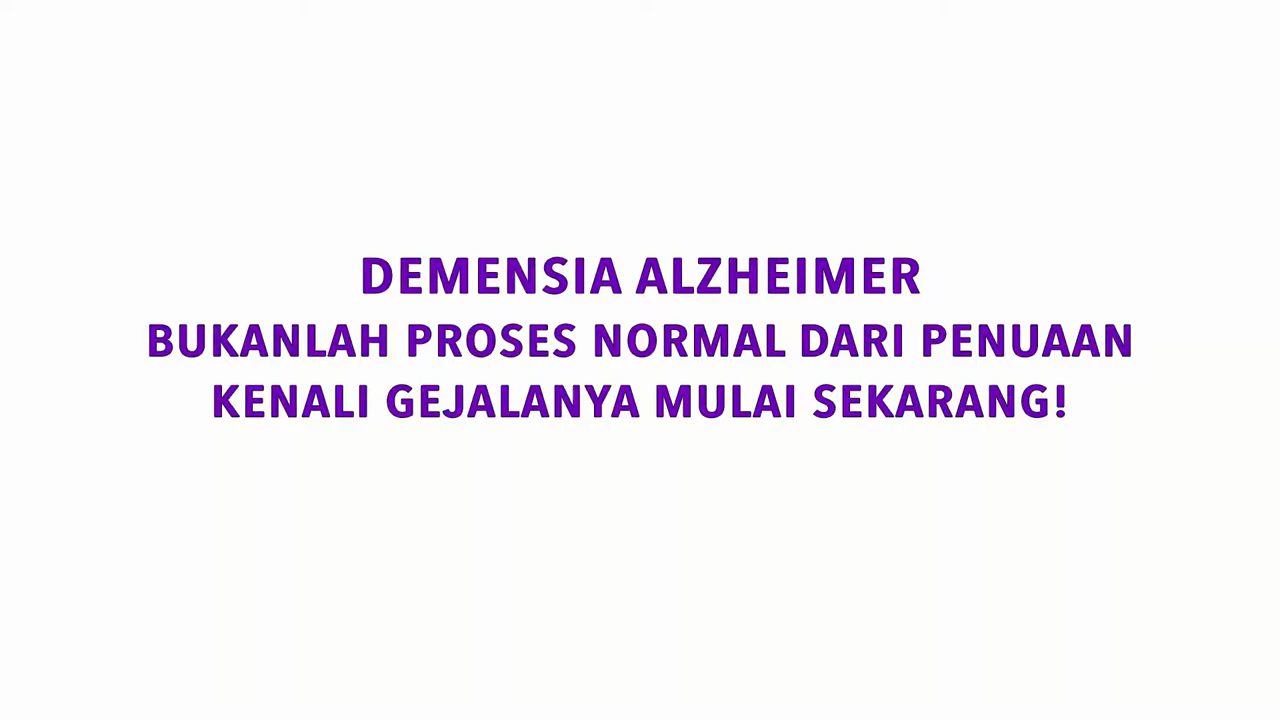 DEMENSIA ALZHEIMER
BUKANLAH PROSES NORMAL DARI PENUAAN
KENALI GEJALANYA MULAI SEKARANG!